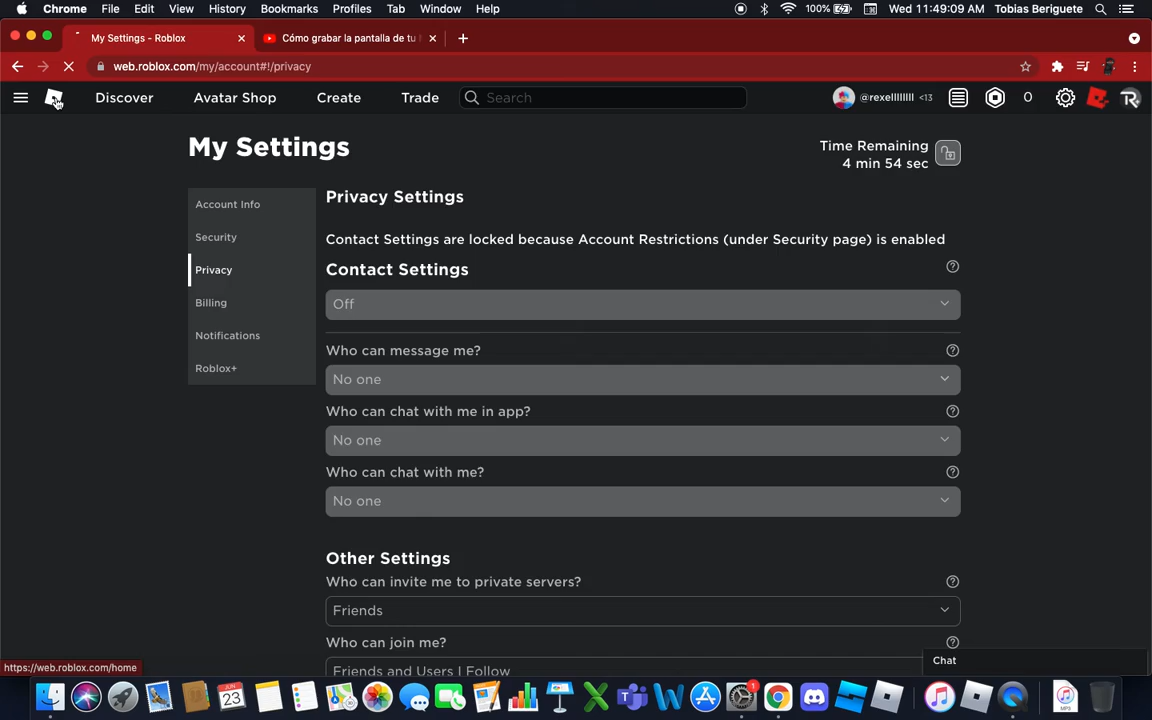 Chrome File Edit View History Bookmarks Profiles Tab Window Help 100% Wed 11:49:09 AM Tobias Beriguete
My Settings - Roblox Cómo grabar la pantalla de tu
web.roblox.com/my/account#!/privacy
Discover Avatar Shop Create Trade Search @rexellllllll <13 0
My Settings
Time Remaining
4 min 54 sec
Account Info
Security
Privacy
Billing
Notifications
Roblox+
Privacy Settings
Contact Settings are locked because Account Restrictions (under Security page) is enabled
Contact Settings
Off
Who can message me?
No one
Who can chat with me in app?
No one
Who can chat with me?
No one
Other Settings
Who can invite me to private servers?
Friends
Who can join me?
Friends and Users I Follow
Chat
https://web.roblox.com/home
JUN
23
1
MP3